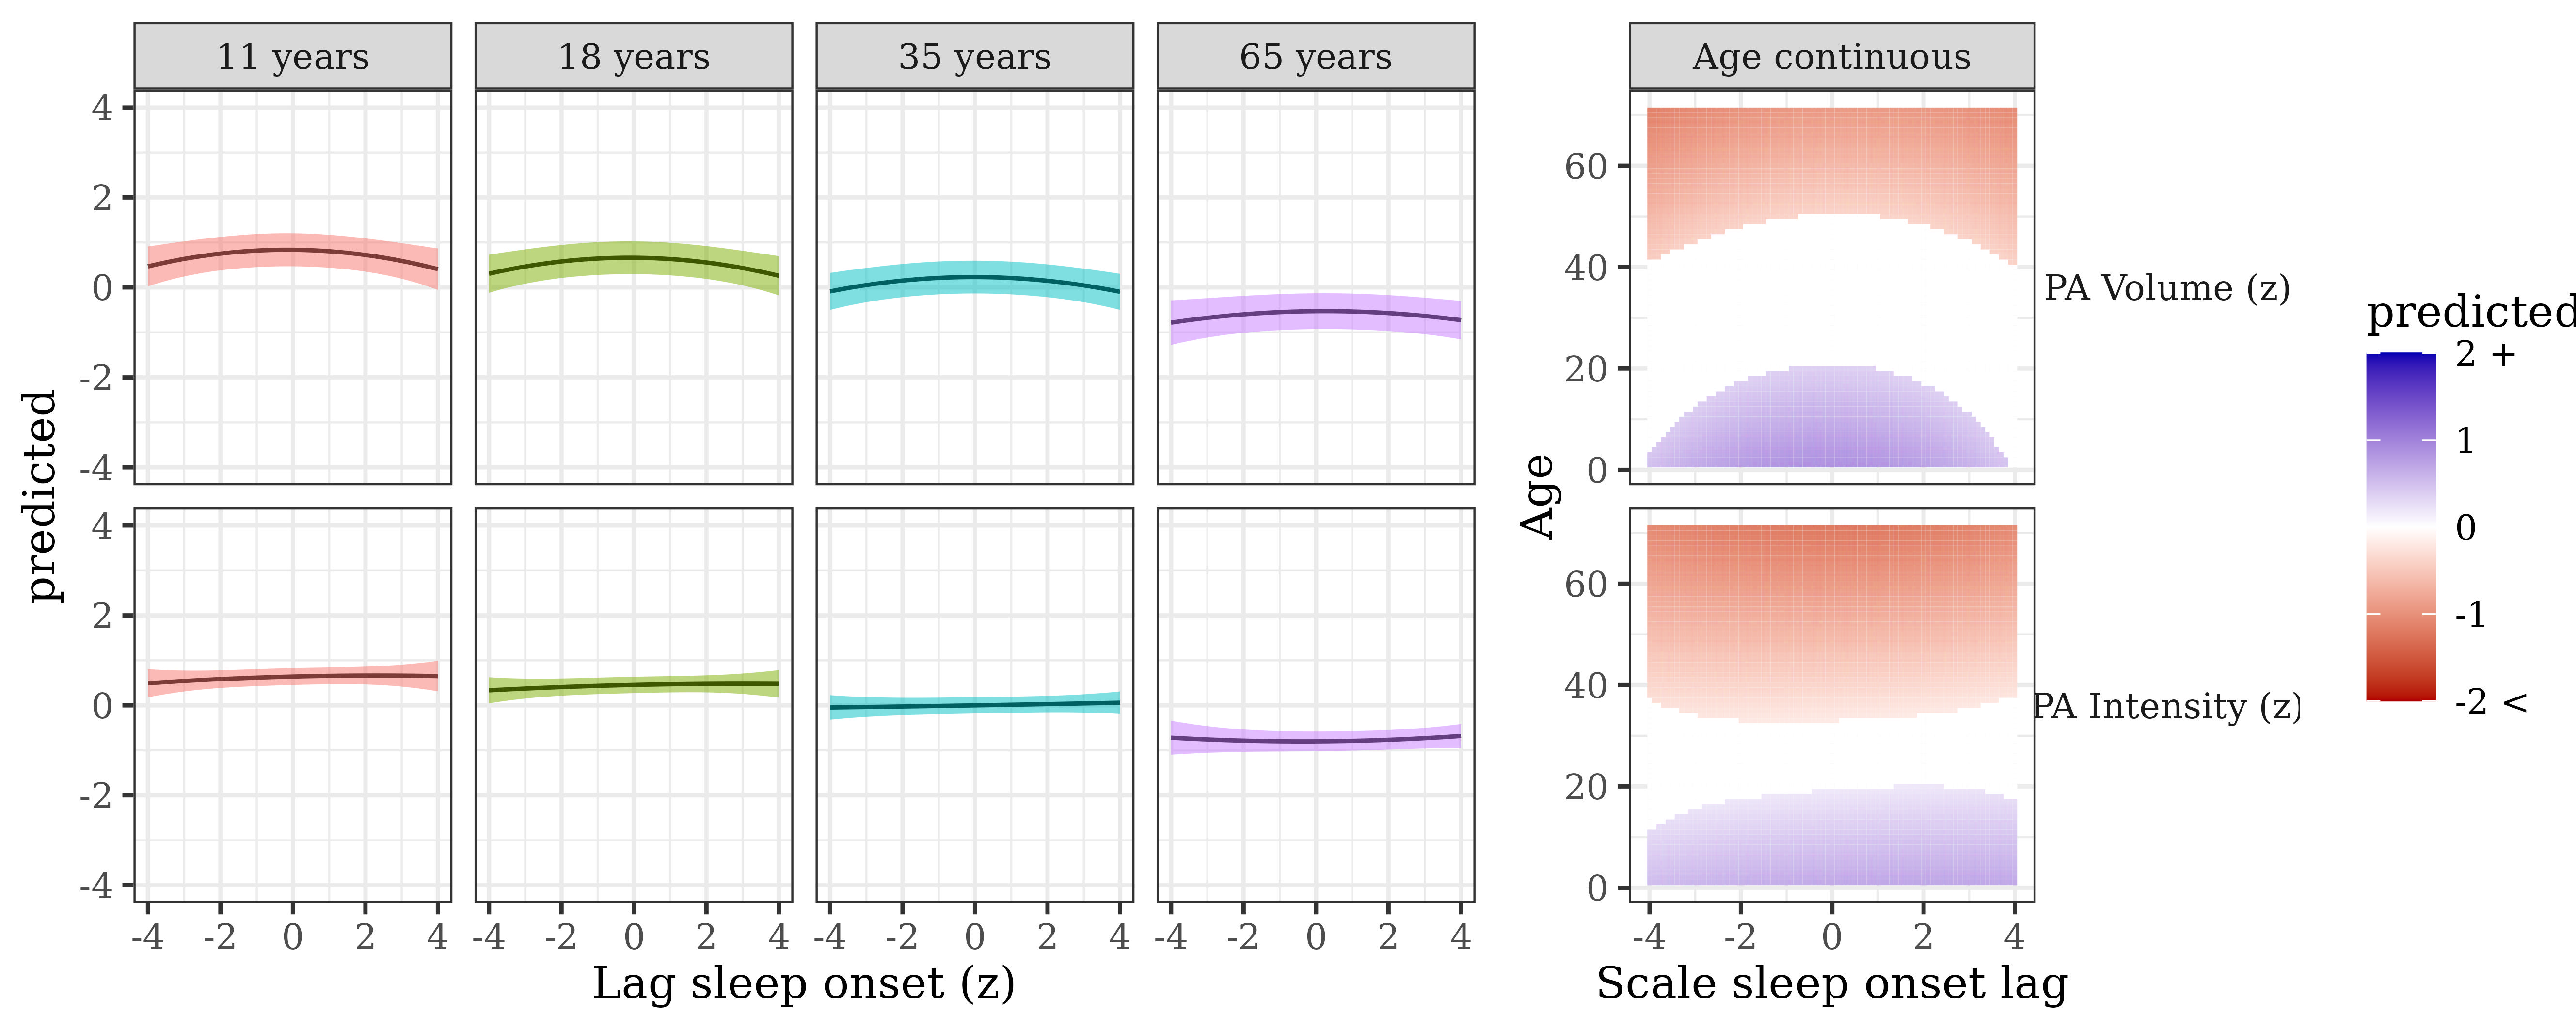 11 years
18 years
35 years
65 years
Age continuous
4
2
0
-2
-4
60
40
20
0
PA Volume (z)
predicted
4
2
0
-2
-4
-4 -2 0 2 4
-4 -2 0 2 4
-4 -2 0 2 4
-4 -2 0 2 4
Lag sleep onset (z)
Age
60
40
20
0
-4 -2 0 2 4
Scale sleep onset lag
PA Intensity (z)
predicted
2 +
1
0
-1
-2 <